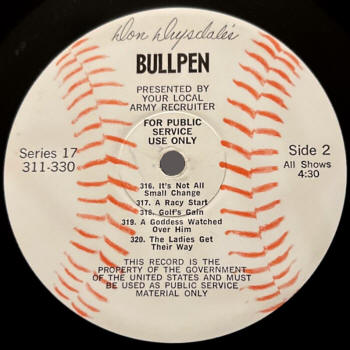 Don Drysdale's
BULLPEN
PRESENTED BY
YOUR LOCAL
ARMY RECRUITER
FOR PUBLIC
SERVICE
USE ONLY
Series 17
311-330
Side 2
All Shows
4:30
316. It's Not All
Small Change
317. A Racy Start
318. Golf's Gain
319. A Goddess Watched
Over Him
320. The Ladies Get
Their Way
THIS RECORD IS THE
PROPERTY OF THE GOVERNMENT
OF THE UNITED STATES AND MUST
BE USED AS PUBLIC SERVICE
MATERIAL ONLY